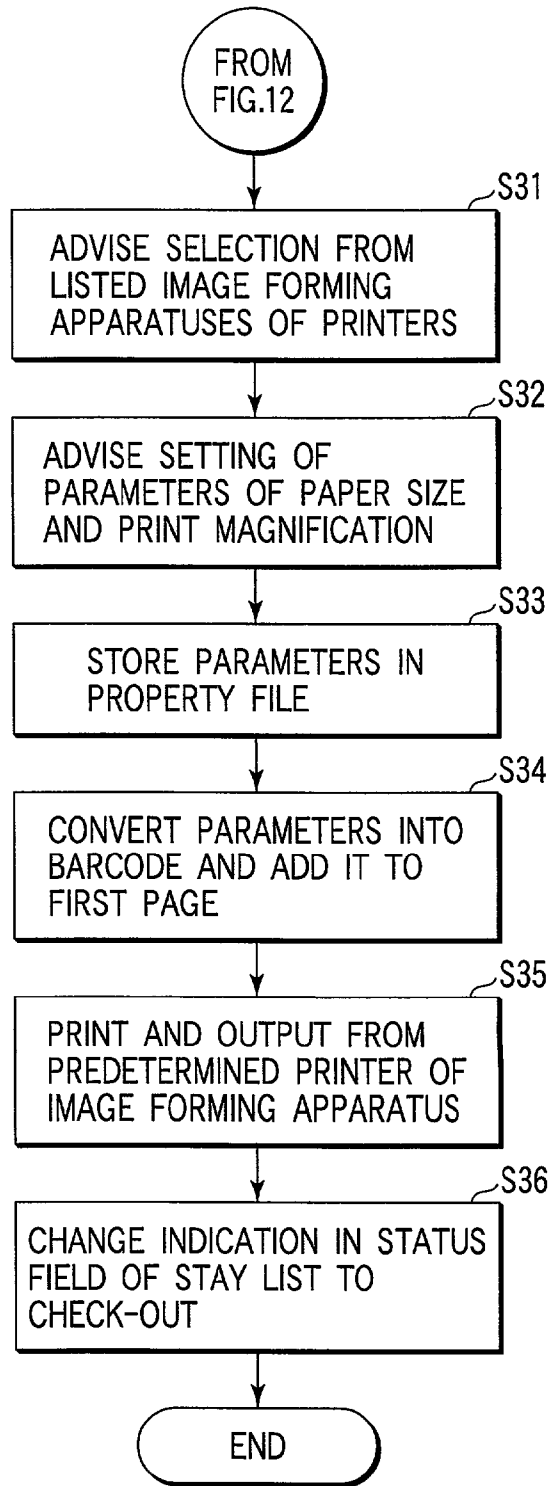 FROM
FIG.12
S31
ADVISE SELECTION FROM
LISTED IMAGE FORMING
APPARATUSES OF PRINTERS
S32
ADVISE SETTING OF
PARAMETERS OF PAPER SIZE
AND PRINT MAGNIFICATION
S33
STORE PARAMETERS IN
PROPERTY FILE
S34
CONVERT PARAMETERS INTO
BARCODE AND ADD IT TO
FIRST PAGE
S35
PRINT AND OUTPUT FROM
PREDETERMINED PRINTER OF
IMAGE FORMING APPARATUS
S36
CHANGE INDICATION IN STATUS
FIELD OF STAY LIST TO
CHECK-OUT
END